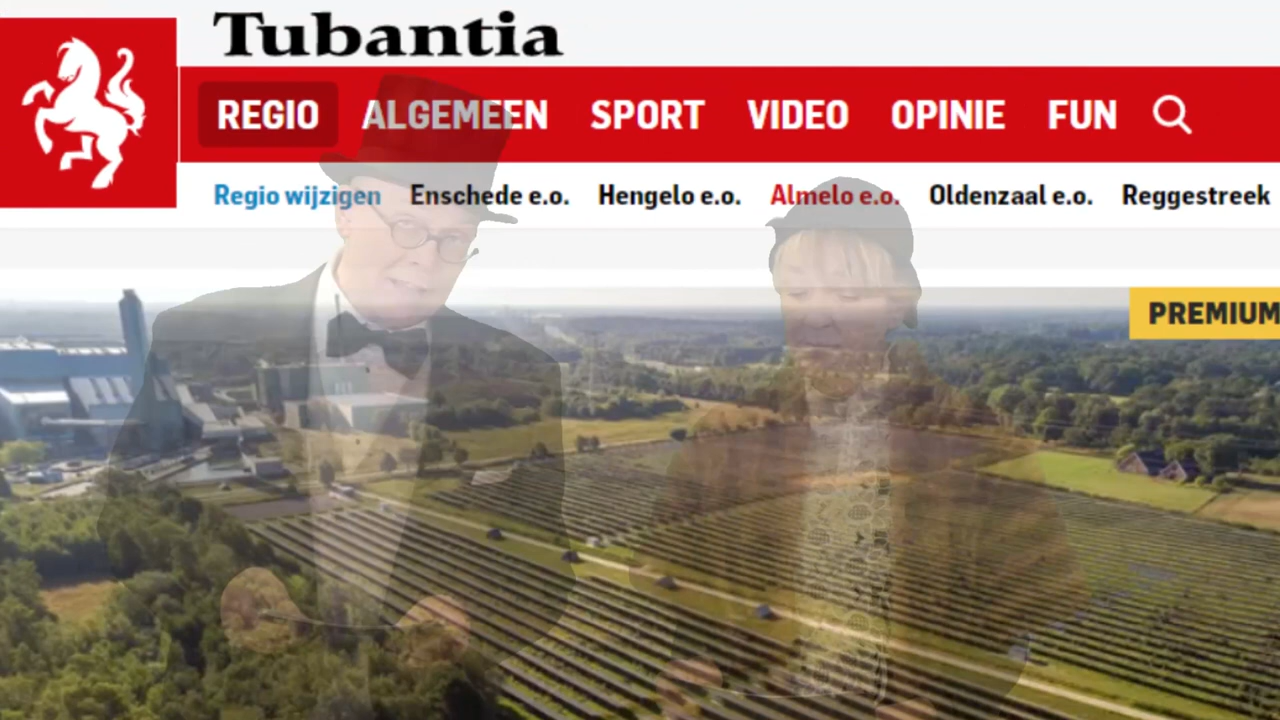 Tubantia
REGIO ALGEMEEN SPORT VIDEO OPINIE FUN
Regio wijzigen Enschede e.o. Hengelo e.o. Almelo e.o. Oldenzaal e.o. Reggestreek
PREMIUM